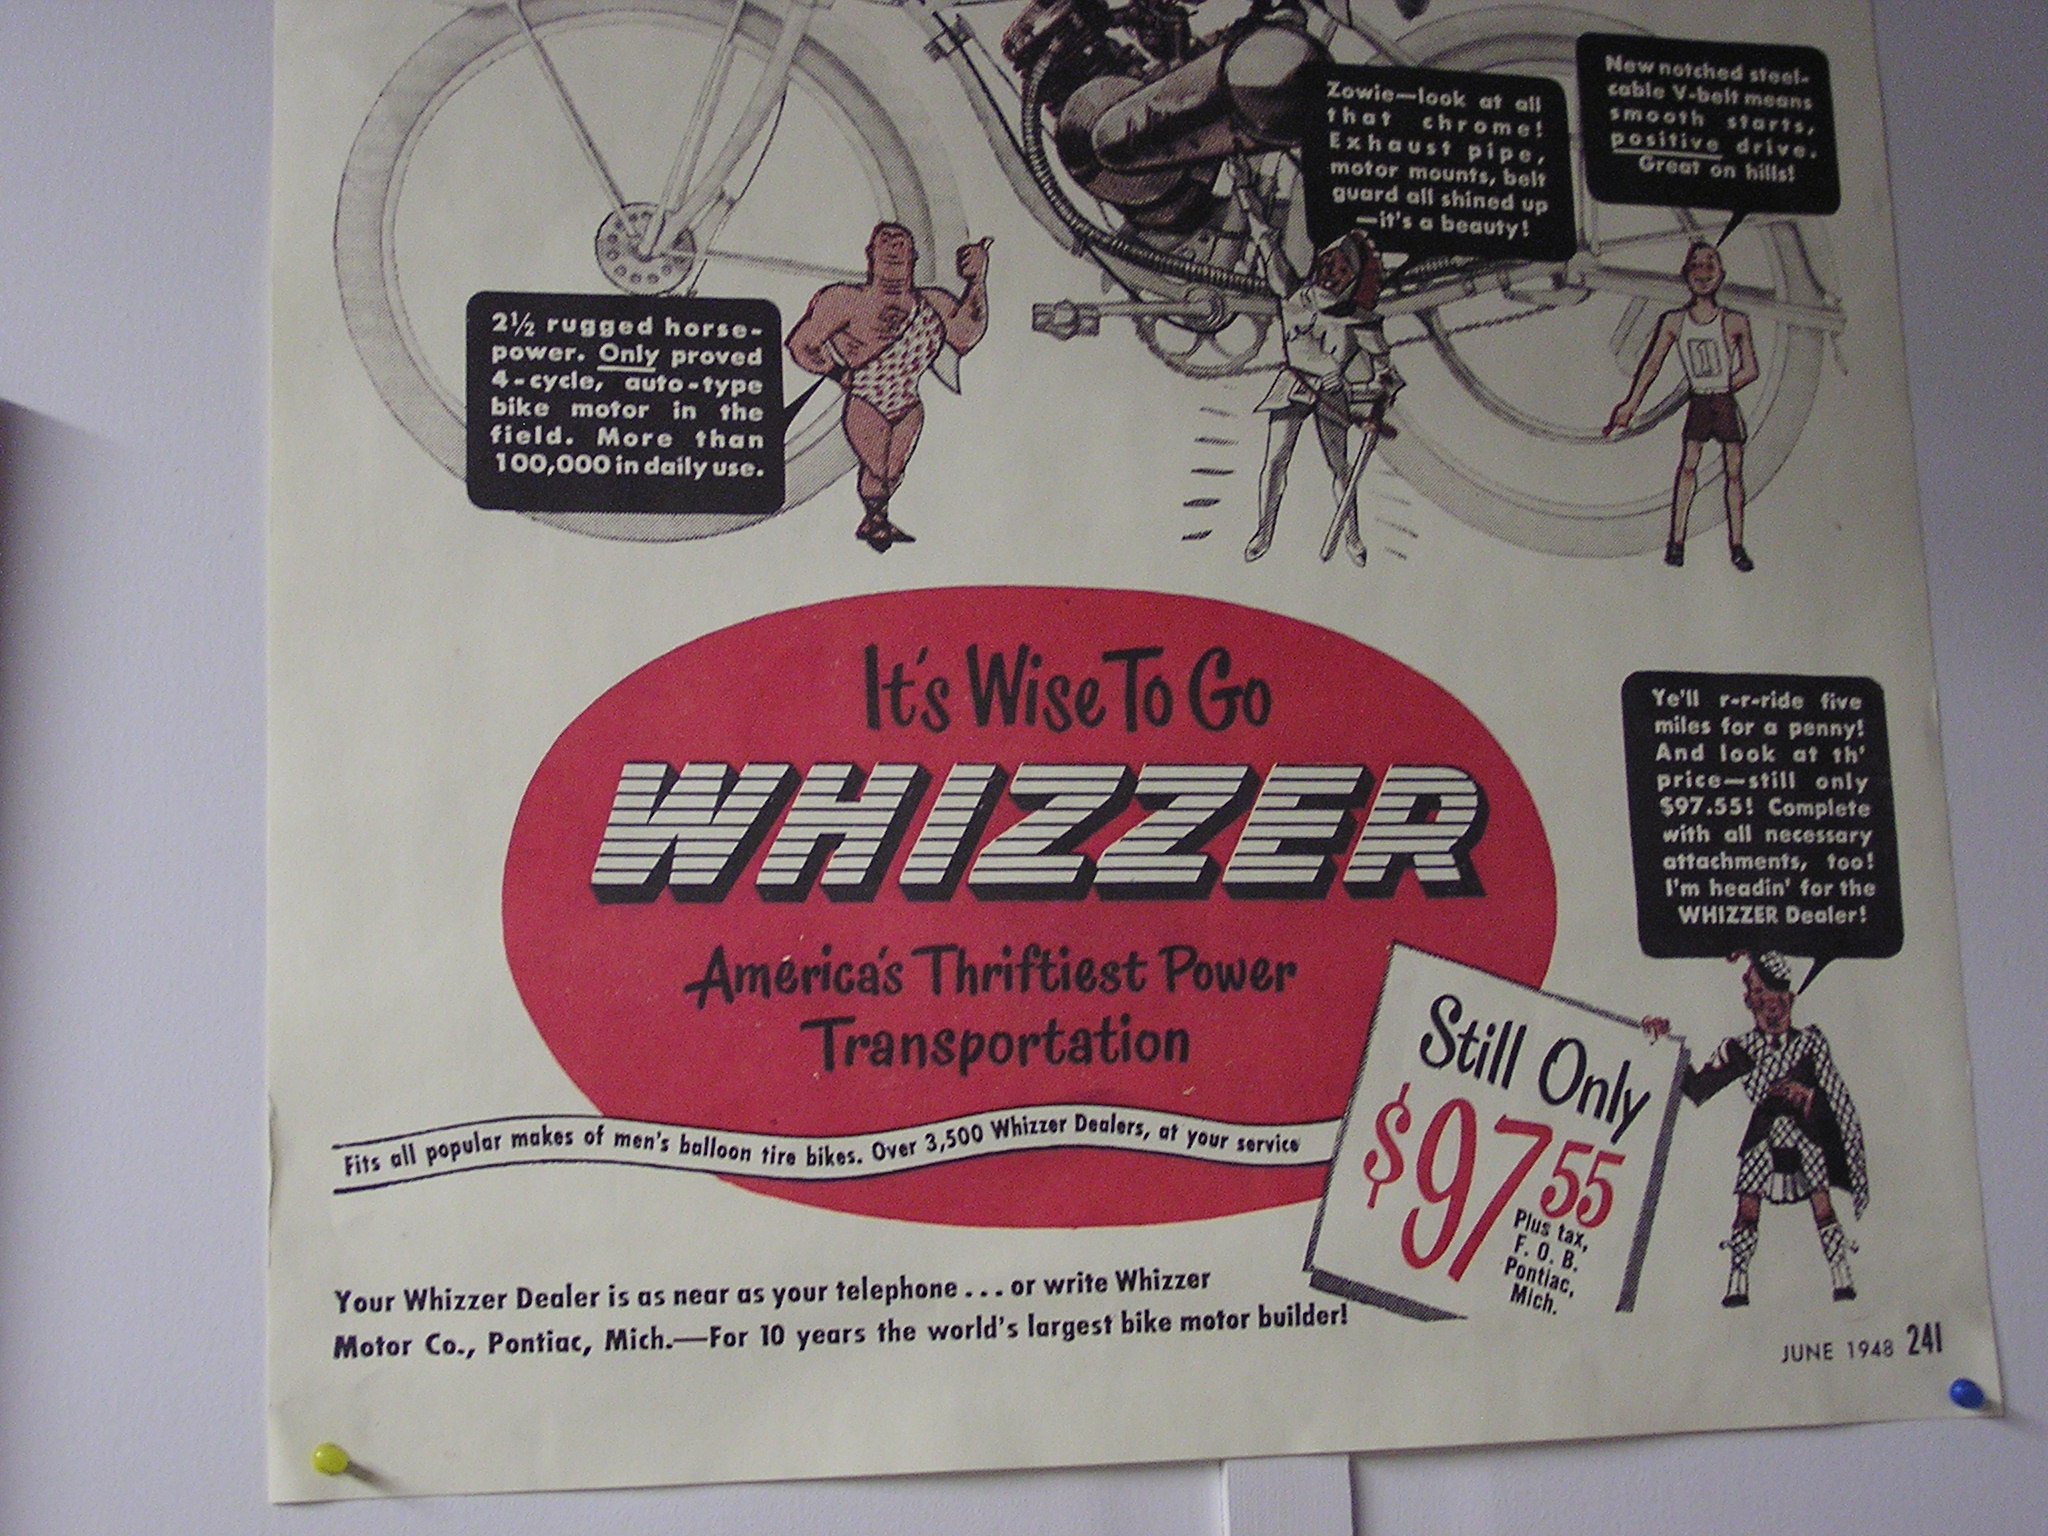 New notched steel-
cable V-belt means
smooth starts,
positive drive.
Great on hills!
Zowie—look at all
that chrome!
Exhaust pipe,
motor mounts, belt
guard all shined up
—it's a beauty!
2½ rugged horse-
power. Only proved
4-cycle, auto-type
bike motor in the
field. More than
100,000 in daily use.
1
It's Wise To Go
WHIZZER
America's Thriftiest Power
Transportation
Ye'll r-r-ride five
miles for a penny!
And look at th'
price—still only
$97.55! Complete
with all necessary
attachments, too!
I'm headin' for the
WHIZZER Dealer!
Still Only
$97.55
Plus tax,
F. O. B.
Pontiac,
Mich.
Fits all popular makes of men's balloon tire bikes. Over 3,500 Whizzer Dealers, at your service
Your Whizzer Dealer is as near as your telephone . . . or write Whizzer
Motor Co., Pontiac, Mich.—For 10 years the world's largest bike motor builder!
JUNE 1948 241